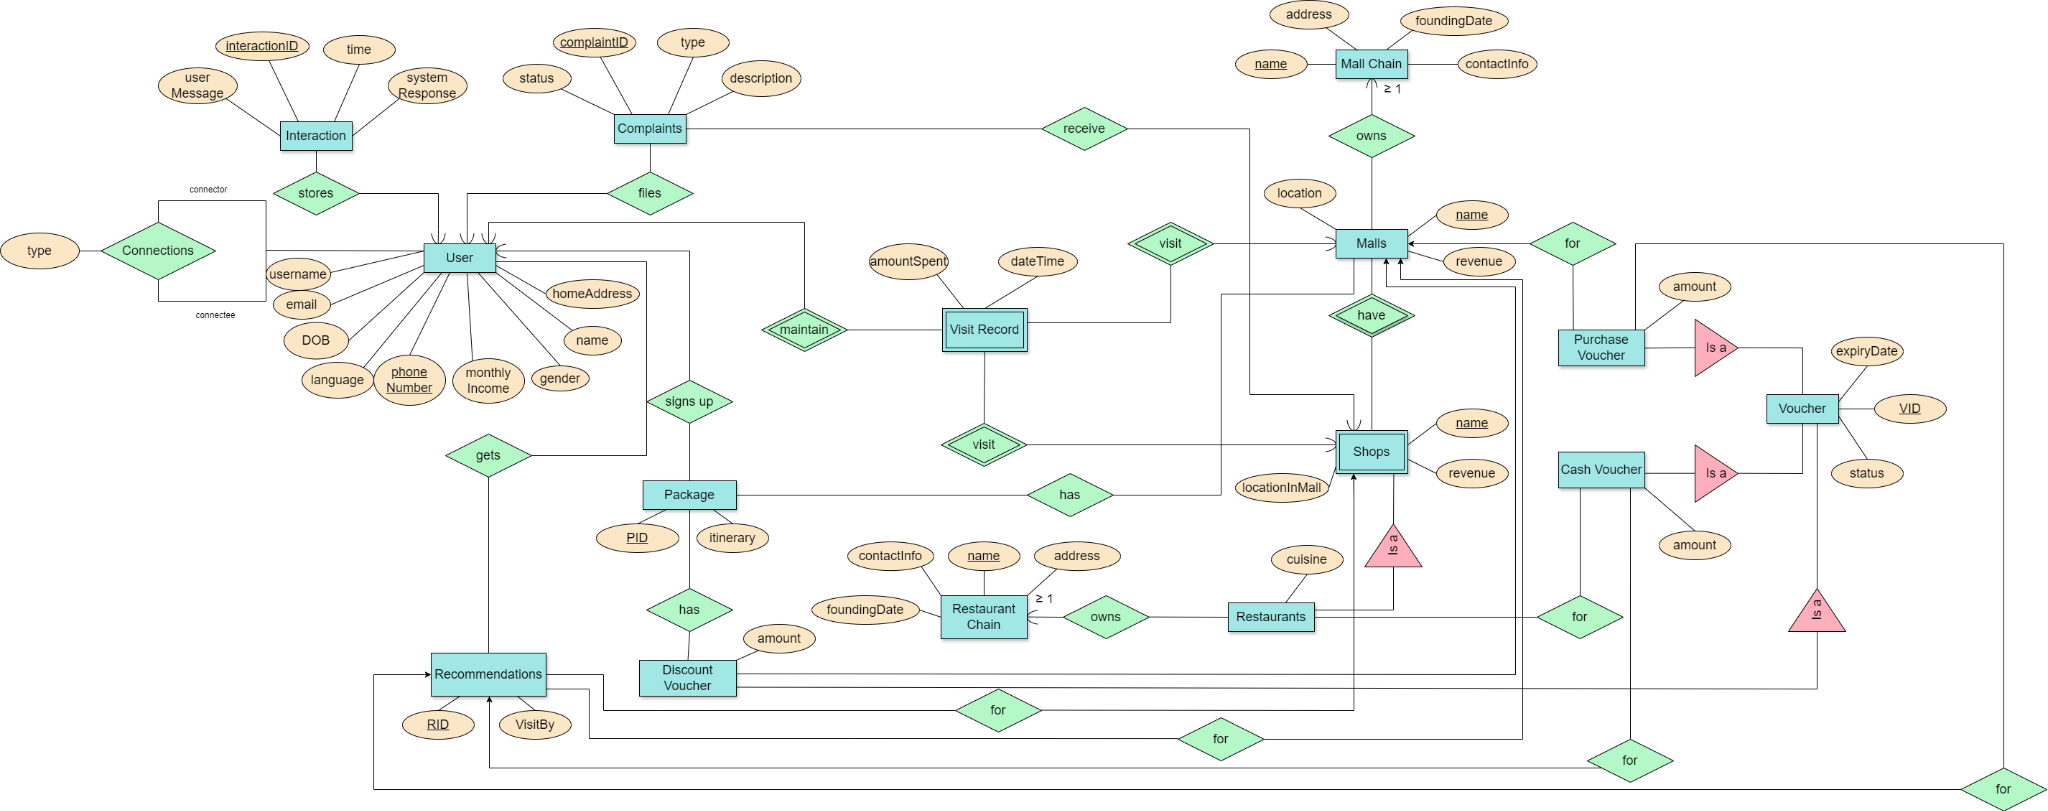 address
foundingDate
name
Mall Chain
contactInfo
≥ 1
interactionID
time
user
Message
system
Response
Interaction
complaintID
type
status
description
Complaints
receive
owns
stores
files
connector
type
Connections
connectee
User
username
email
DOB
language
phone
Number
monthly
Income
gender
name
homeAddress
location
name
Malls
revenue
visit
for
amountSpent
dateTime
maintain
Visit Record
have
amount
Purchase
Voucher
Is a
expiryDate
Voucher
VID
status
signs up
gets
visit
name
Shops
revenue
locationInMall
Cash Voucher
Is a
amount
Package
has
PID
itinerary
Is a
contactInfo
name
address
cuisine
foundingDate
Restaurant
Chain
≥ 1
owns
Restaurants
for
Is a
has
amount
Discount
Voucher
Recommendations
RID
VisitBy
for
for
for
for